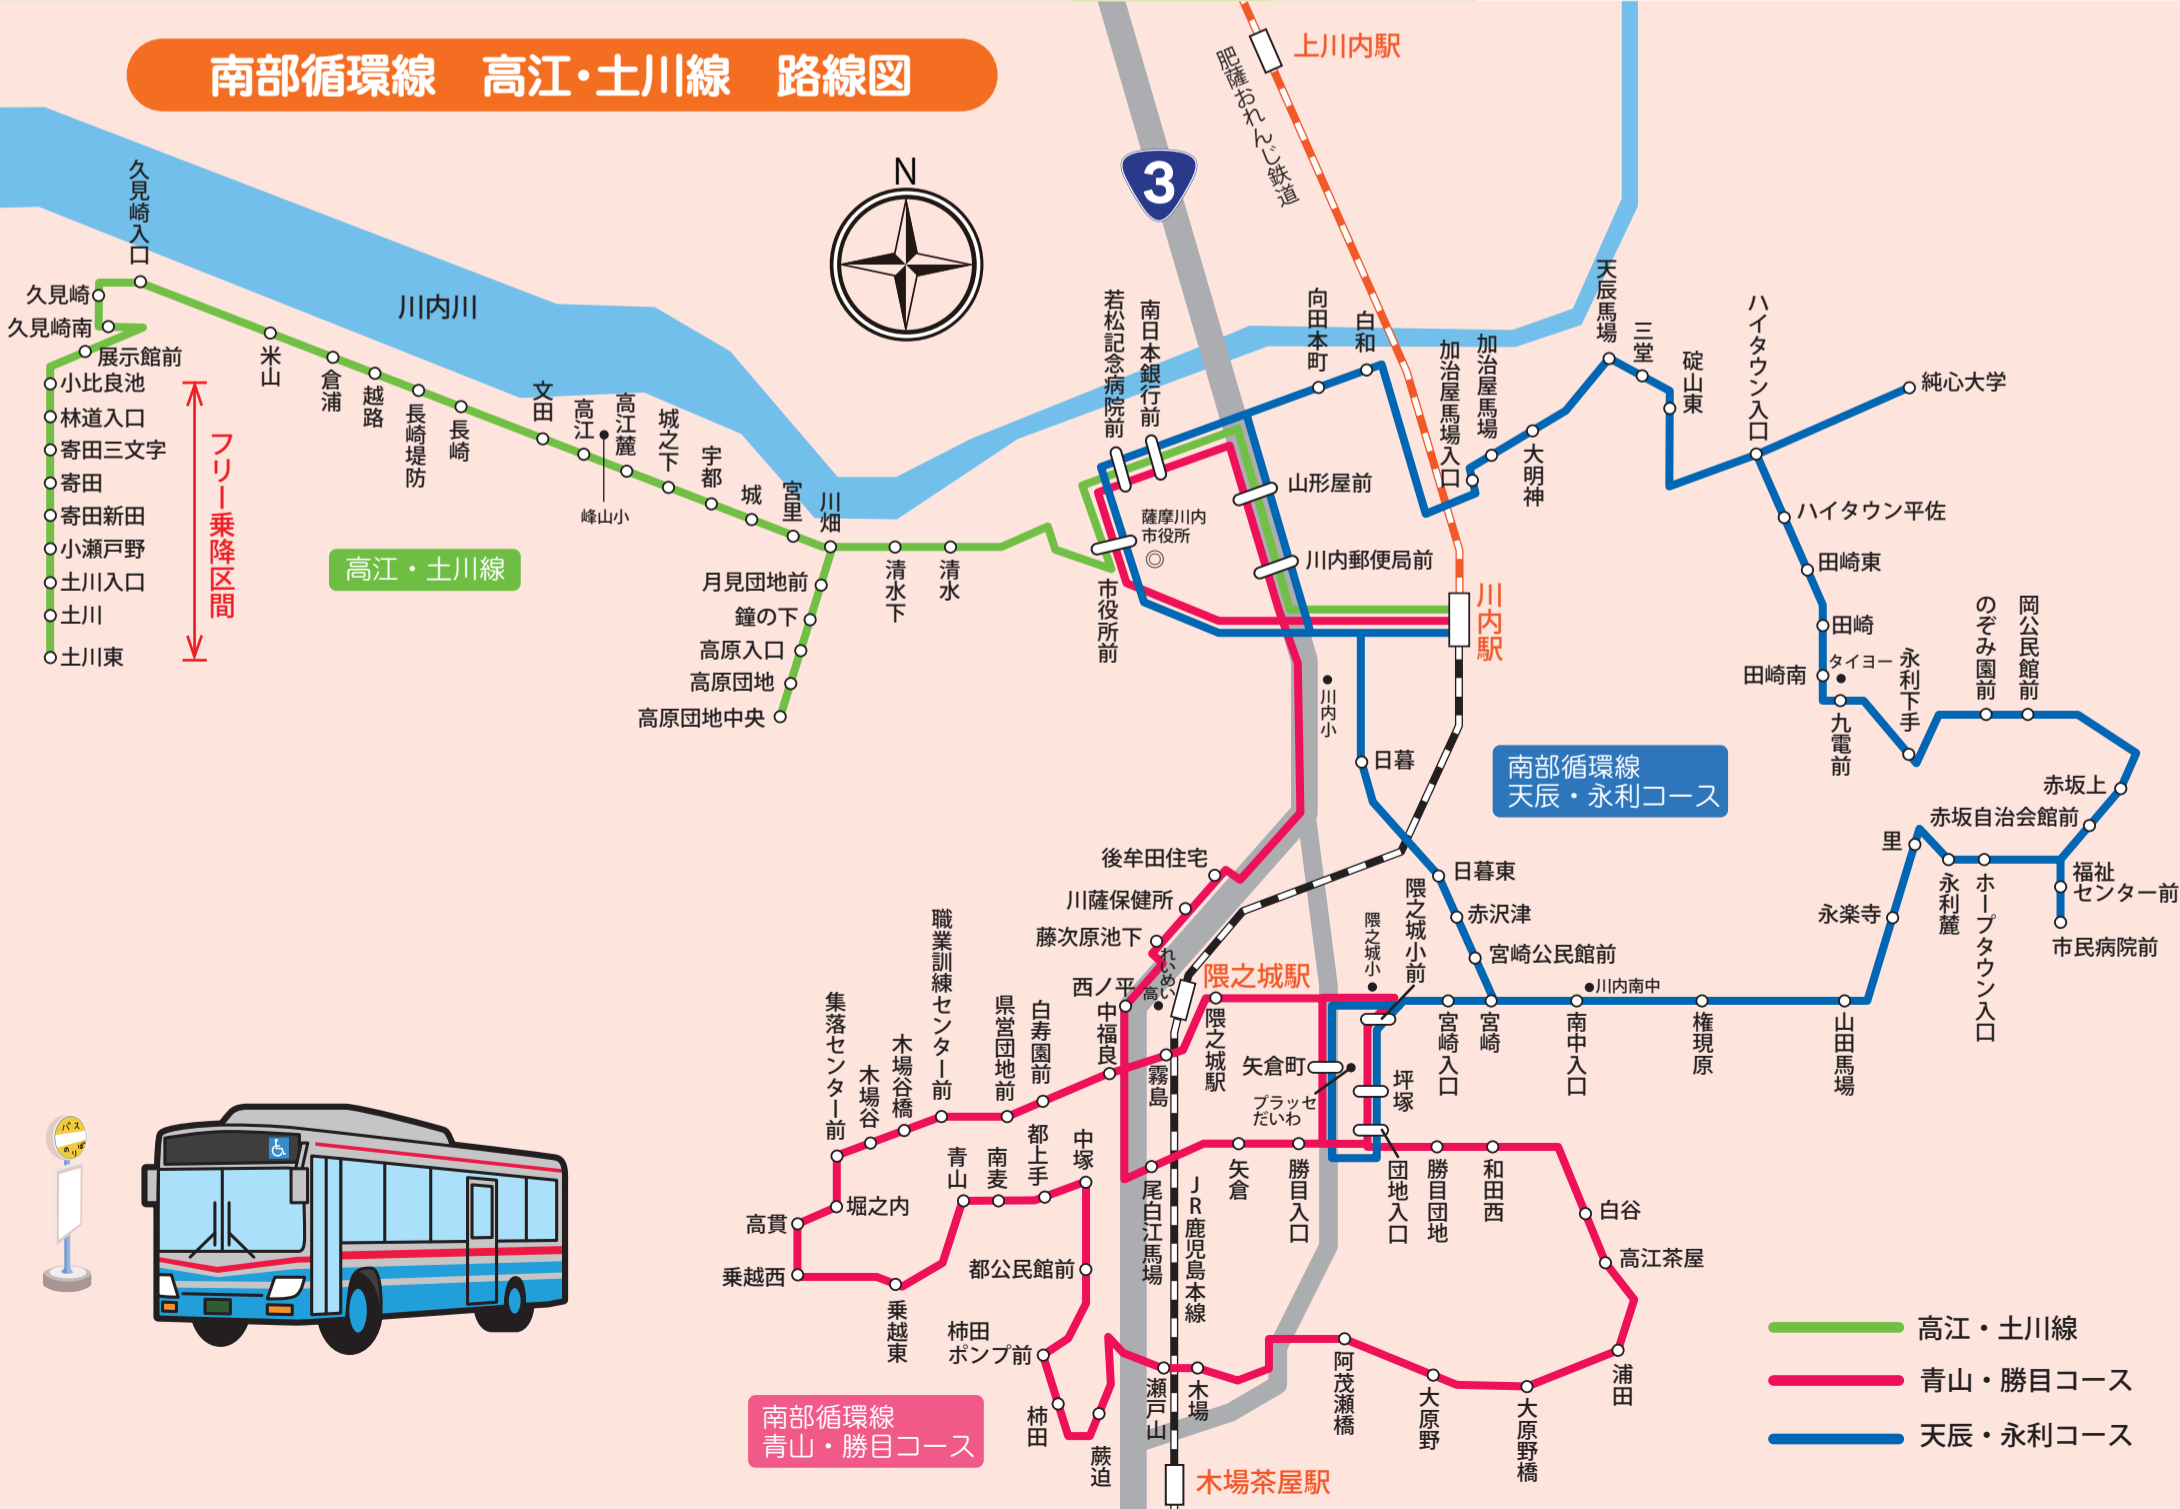 南部循環線　高江・土川線　路線図
上川内駅
肥薩おれんじ鉄道
3
N
川内川
久見崎入口
久見崎
久見崎南
展示館前
小比良池
林道入口
寄田三文字
寄田
寄田新田
小瀬戸野
土川入口
土川
土川東
フリー乗降区間
米山
倉浦
越路
長崎堤防
長崎
文田
高江
峰山小
高江麓
城之下
宇都
城
宮里
川畑
高江・土川線
月見団地前
鐘の下
高原入口
高原団地
高原団地中央
清水下
清水
若松記念病院前
南日本銀行前
薩摩川内
市役所
市役所前
向田本町
白和
山形屋前
川内郵便局前
川内駅
川内小
加治屋馬場入口
加治屋馬場
大明神
天辰馬場
三堂
碇山東
ハイタウン入口
純心大学
ハイタウン平佐
田崎東
田崎
田崎南
タイヨー
九電前
永利下手
のぞみ園前
岡公民館前
赤坂上
赤坂自治会館前
里
永利麓
ホープタウン入口
福祉
センター前
市民病院前
永楽寺
日暮
南部循環線
天辰・永利コース
日暮東
赤沢津
宮崎公民館前
隈之城小前
隈之城小
川内南中
宮崎入口
宮崎
南中入口
権現原
山田馬場
後牟田住宅
川薩保健所
藤次原池下
れいめい高
西ノ平
隈之城駅
隈之城駅
中福良
霧島
白寿園前
県営団地前
職業訓練センター前
木場谷橋
木場谷
集落センター前
堀之内
高貫
乗越西
乗越東
青山
南麦
都上手
中塚
都公民館前
柿田
ポンプ前
柿田
蕨迫
瀬戸山
木場
尾白江馬場
JR鹿児島本線
矢倉
勝目入口
矢倉町
プラッセ
だいわ
坪塚
団地入口
勝目団地
和田西
白谷
高江茶屋
浦田
大原野橋
大原野
阿茂瀬橋
木場茶屋駅
南部循環線
青山・勝目コース
高江・土川線
青山・勝目コース
天辰・永利コース
バス
のりば